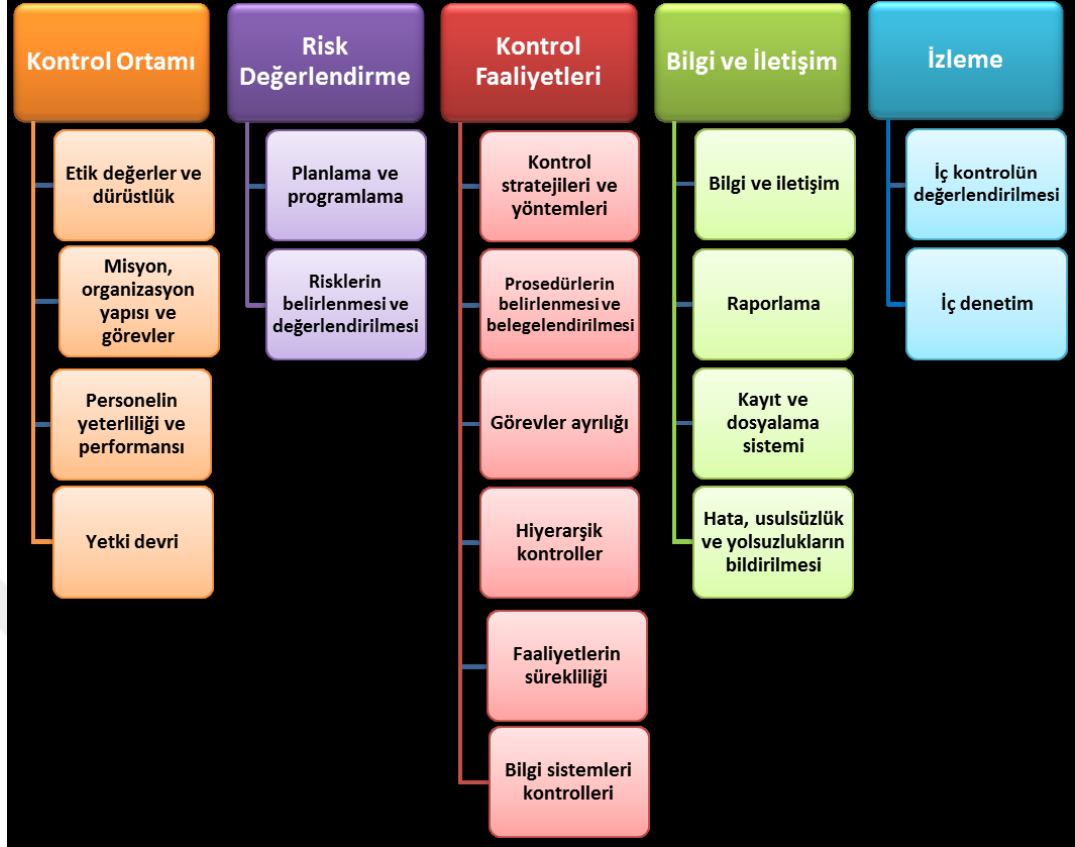 Kontrol Ortamı
Etik değerler ve
dürüstlük
Misyon,
organizasyon
yapısı ve
görevler
Personelin
yeterliliği ve
performansı
Yetki devri
Risk
Değerlendirme
Planlama ve
programlama
Risklerin
belirlenmesi ve
değerlendirilmesi
Kontrol
Faaliyetleri
Kontrol
stratejileri ve
yöntemleri
Prosedürlerin
belirlenmesi ve
belegelendirilmesi
Görevler ayrılığı
Hiyerarşik
kontroller
Faaliyetlerin
sürekliliği
Bilgi sistemleri
kontrolleri
Bilgi ve İletişim
Bilgi ve iletişim
Raporlama
Kayıt ve
dosyalama
sistemi
Hata, usulsüzlük
ve yolsuzlukların
bildirilmesi
İzleme
İç kontrolün
değerlendirilmesi
İç denetim